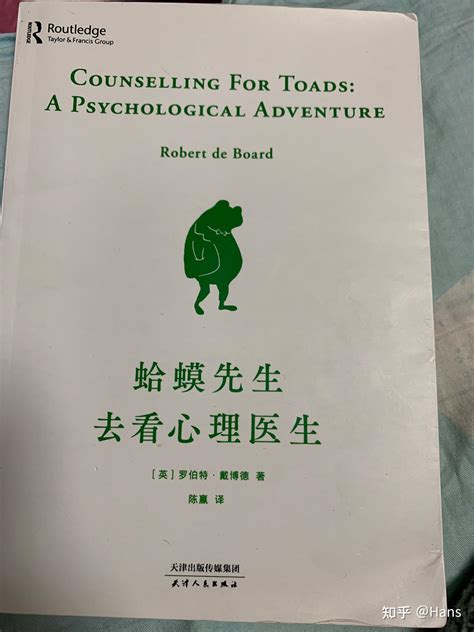 Routledge
Taylor & Francis Group
COUNSELLING FOR TOADS:
A PSYCHOLOGICAL ADVENTURE
Robert de Board
蛤蟆先生
去看心理医生
[英] 罗伯特·戴博德 著
陈赢 译
天津出版传媒集团
天津人民出版社
知乎 @Hans